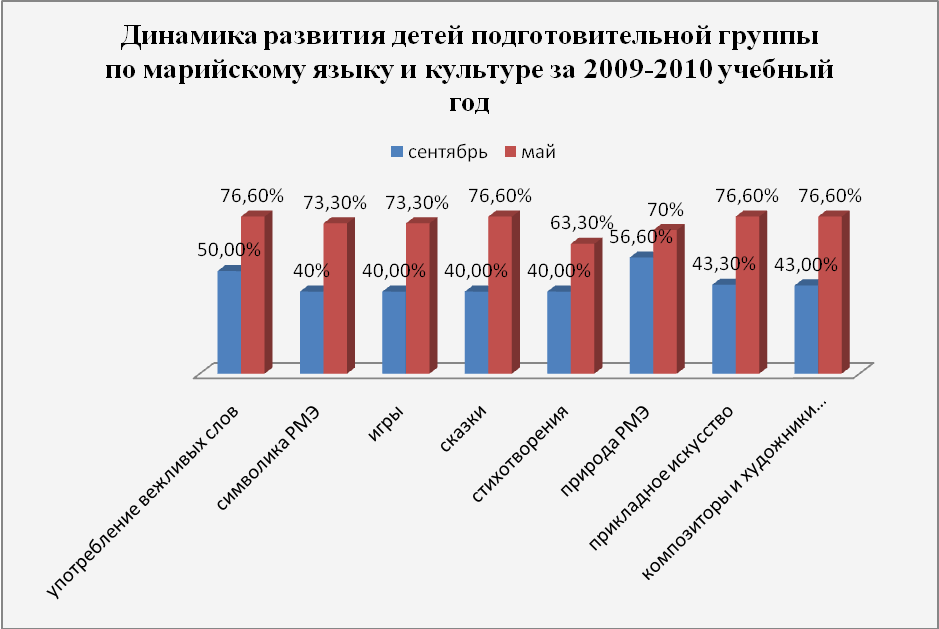 Динамика развития детей подготовительной группы
по марийскому языку и культуре за 2009-2010 учебный
год
сентябрь май
76,60% 73,30% 73,30% 76,60% 63,30% 70% 76,60% 76,60%
50,00% 40% 40,00% 40,00% 40,00% 56,60% 43,30% 43,00%
употребление вежливых слов
символика РМЭ
игры
сказки
стихотворения
природа РМЭ
прикладное искусство
композиторы и художники...